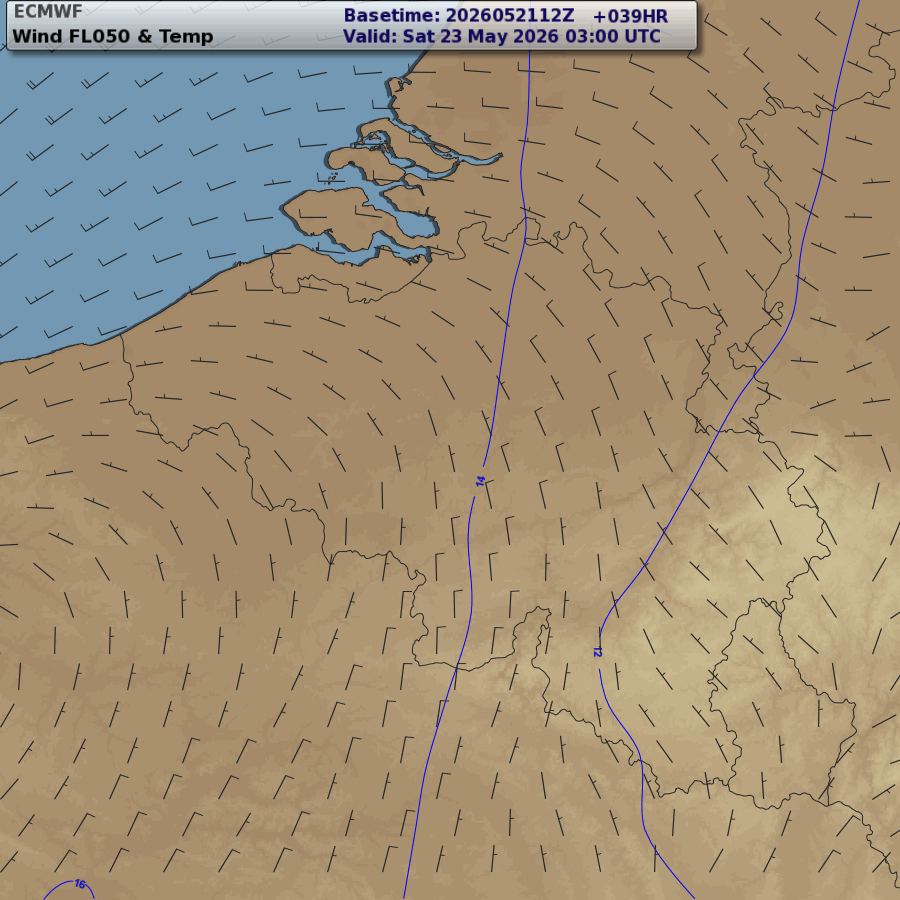 ECMWF
Basetime: 2026052112Z +039HR
Wind FL050 & Temp
Valid: Sat 23 May 2026 03:00 UTC
14
12
16